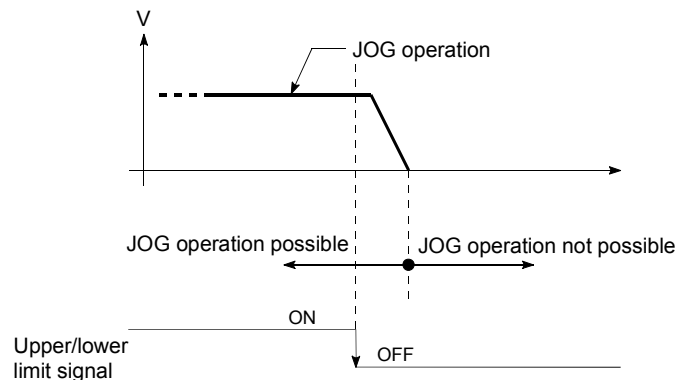 V
JOG operation
JOG operation possible
JOG operation not possible
ON
Upper/lower
limit signal
OFF